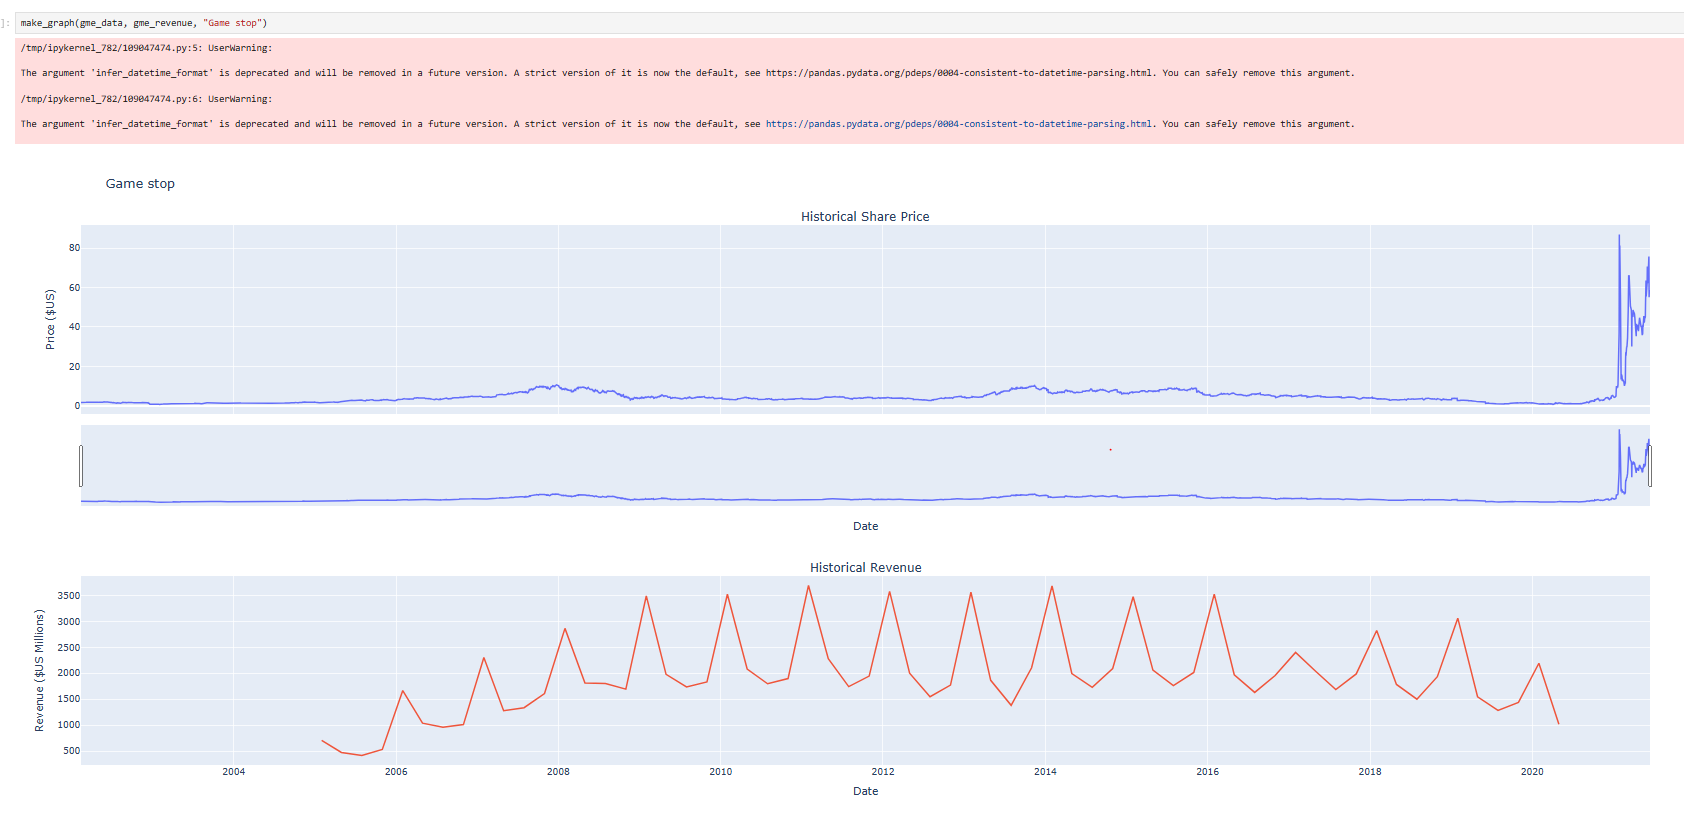 ]:
make_graph(gme_data, gme_revenue, "Game stop")
/tmp/ipykernel_782/109047474.py:5: UserWarning:
The argument 'infer_datetime_format' is deprecated and will be removed in a future version. A strict version of it is now the default, see https://pandas.pydata.org/pdeps/0004-consistent-to-datetime-parsing.html. You can safely remove this argument.
/tmp/ipykernel_782/109047474.py:6: UserWarning:
The argument 'infer_datetime_format' is deprecated and will be removed in a future version. A strict version of it is now the default, see https://pandas.pydata.org/pdeps/0004-consistent-to-datetime-parsing.html. You can safely remove this argument.
Game stop
Historical Share Price
Price ($US)
80
60
40
20
0
Date
Historical Revenue
Revenue ($US Millions)
3500
3000
2500
2000
1500
1000
500
2004 2006 2008 2010 2012 2014 2016 2018 2020
Date